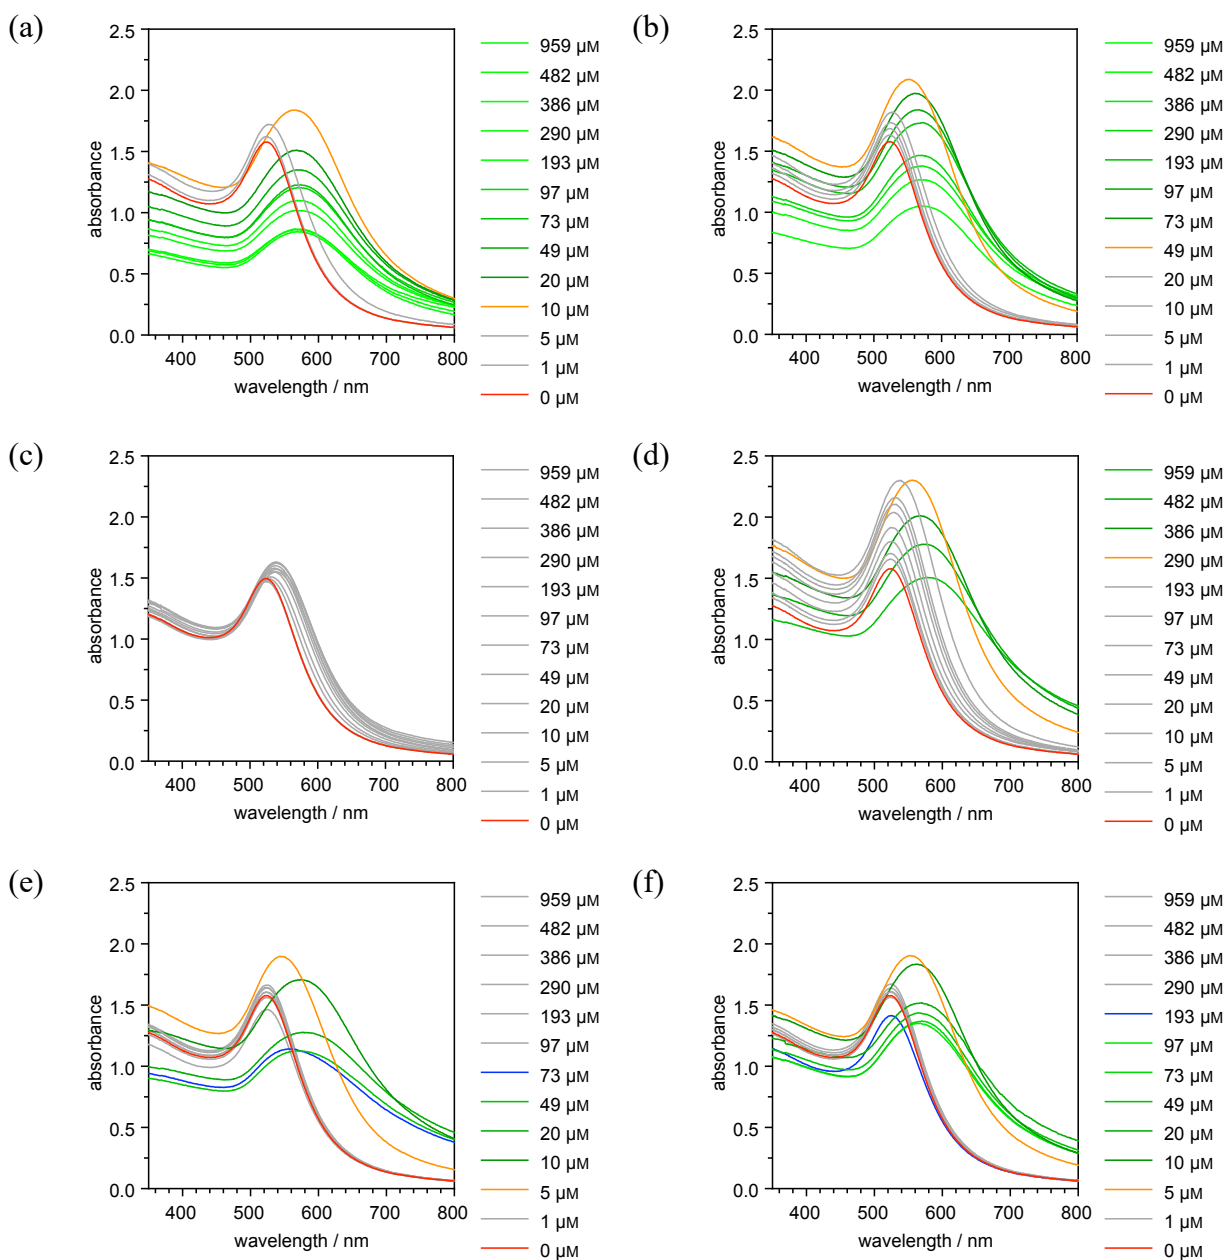 (a)
2.5
2.0
1.5
1.0
0.5
0.0
absorbance
400 500 600 700 800
wavelength / nm
959 µM
482 µM
386 µM
290 µM
193 µM
97 µM
73 µM
49 µM
20 µM
10 µM
5 µM
1 µM
0 µM
(b)
2.5
2.0
1.5
1.0
0.5
0.0
absorbance
400 500 600 700 800
wavelength / nm
959 µM
482 µM
386 µM
290 µM
193 µM
97 µM
73 µM
49 µM
20 µM
10 µM
5 µM
1 µM
0 µM
(c)
2.5
2.0
1.5
1.0
0.5
0.0
absorbance
400 500 600 700 800
wavelength / nm
959 µM
482 µM
386 µM
290 µM
193 µM
97 µM
73 µM
49 µM
20 µM
10 µM
5 µM
1 µM
0 µM
(d)
2.5
2.0
1.5
1.0
0.5
0.0
absorbance
400 500 600 700 800
wavelength / nm
959 µM
482 µM
386 µM
290 µM
193 µM
97 µM
73 µM
49 µM
20 µM
10 µM
5 µM
1 µM
0 µM
(e)
2.5
2.0
1.5
1.0
0.5
0.0
absorbance
400 500 600 700 800
wavelength / nm
959 µM
482 µM
386 µM
290 µM
193 µM
97 µM
73 µM
49 µM
20 µM
10 µM
5 µM
1 µM
0 µM
(f)
2.5
2.0
1.5
1.0
0.5
0.0
absorbance
400 500 600 700 800
wavelength / nm
959 µM
482 µM
386 µM
290 µM
193 µM
97 µM
73 µM
49 µM
20 µM
10 µM
5 µM
1 µM
0 µM